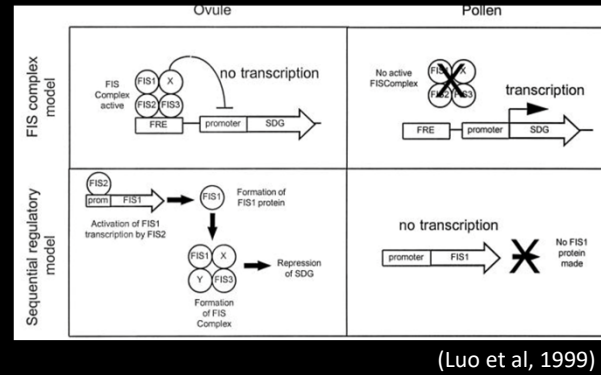 Ovule
Pollen
FIS complex
model
FIS
Complex
active
FIS1
X
FIS2
FIS3
FRE
no transcription
promoter
SDG
No active
FISComplex
FIS1
X
FIS2
FIS3
transcription
FRE
promoter
SDG
Sequential regulatory
model
FIS2
prom
FIS1
Activation of FIS1
transcription by FIS2
FIS1
Formation of
FIS1 protein
FIS1
X
Y
FIS3
Formation
of FIS
Complex
Repression
of SDG
no transcription
promoter
FIS1
No FIS1
protein
made
(Luo et al, 1999)